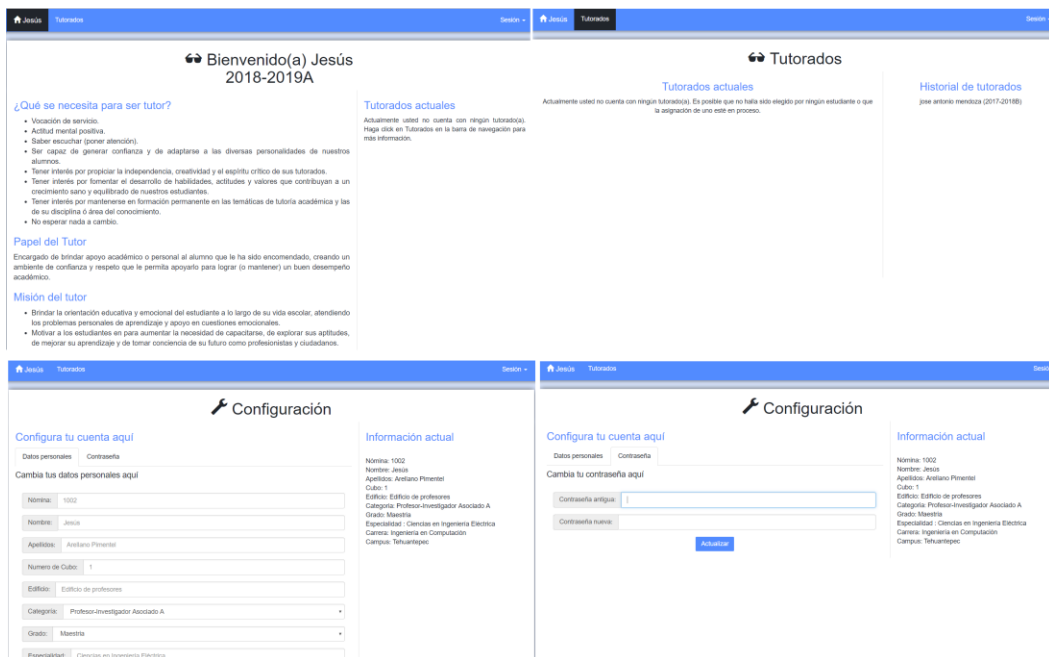 Jesús Tutorados Sesión
Bienvenido(a) Jesús
2018-2019A
¿Qué se necesita para ser tutor?
Vocación de servicio.
Actitud mental positiva.
Saber escuchar (poner atención).
Ser capaz de generar confianza y de adaptarse a las diversas personalidades de nuestros
alumnos.
Tener interés por propiciar la independencia, creatividad y el espíritu crítico de sus tutorados.
Tener interés por fomentar el desarrollo de habilidades, actitudes y valores que contribuyan a un
crecimiento sano y equilibrado de nuestros estudiantes.
Tener interés por mantenerse en formación permanente en las temáticas de tutoría académica y las
de su disciplina ó área del conocimiento.
No esperar nada a cambio.
Papel del Tutor
Encargado de brindar apoyo académico o personal al alumno que le ha sido encomendado, creando un
ambiente de confianza y respeto que le permita apoyarlo para lograr (o mantener) un buen desempeño
académico.
Misión del tutor
Brindar la orientación educativa y emocional del estudiante a lo largo de su vida escolar, atendiendo
los problemas personales de aprendizaje y apoyo en cuestiones emocionales.
Motivar a los estudiantes en para aumentar la necesidad de capacitarse, de explorar sus aptitudes,
de mejorar su aprendizaje y de tomar conciencia de su futuro como profesionistas y ciudadanos.
Tutorados actuales
Actualmente usted no cuenta con ningún tutorado(a).
Haga click en Tutorados en la barra de navegación para
más información.
Jesús Tutorados Sesión
Tutorados
Tutorados actuales
Actualmente usted no cuenta con ningún tutorado(a). Es posible que no halla sido elegido por ningún estudiante o que
la asignación de uno esté en proceso.
Historial de tutorados
jose antonio mendoza (2017-2018B)
Jesús Tutorados Sesión
Configuración
Configura tu cuenta aquí
Datos personales Contraseña
Cambia tus datos personales aquí
Nómina: 1002
Nombre: Jesús
Apellidos: Arellano Pimentel
Numero de Cubo: 1
Edificio: Edificio de profesores
Categoría: Profesor-Investigador Asociado A
Grado: Maestría
Especialidad: Ciencias en Ingeniería Eléctrica
Información actual
Nómina: 1002
Nombre: Jesús
Apellidos: Arellano Pimentel
Cubo: 1
Edificio: Edificio de profesores
Categoría: Profesor-Investigador Asociado A
Grado: Maestría
Especialidad : Ciencias en Ingeniería Eléctrica
Carrera: Ingeniería en Computación
Campus: Tehuantepec
Jesús Tutorados Sesió
Configuración
Configura tu cuenta aquí
Datos personales Contraseña
Cambia tu contraseña aquí
Contraseña antigua:
Contraseña nueva:
Actualizar
Información actual
Nómina: 1002
Nombre: Jesús
Apellidos: Arellano Pimentel
Cubo: 1
Edificio: Edificio de profesores
Categoría: Profesor-Investigador Asociado A
Grado: Maestría
Especialidad : Ciencias en Ingeniería Eléctrica
Carrera: Ingeniería en Computación
Campus: Tehuantepec